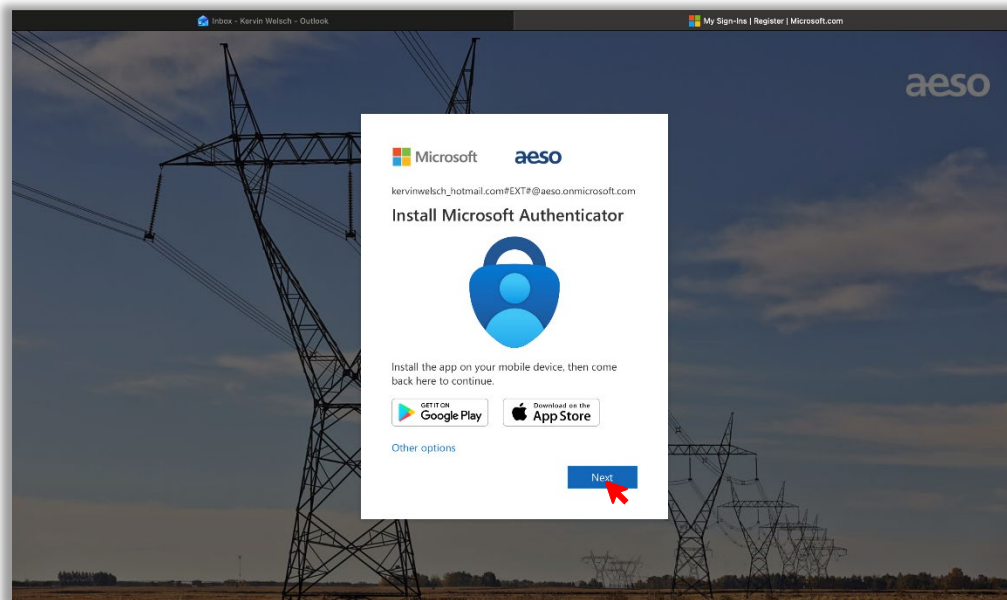 Inbox - Kervin Welsch - Outlook
My Sign-Ins | Register | Microsoft.com
aeso
Microsoft aeso
kervinwelsch_hotmail.com#EXT#@aeso.onmicrosoft.com
Install Microsoft Authenticator
Install the app on your mobile device, then come
back here to continue.
GET IT ON
Google Play
Download on the
App Store
Other options
Next